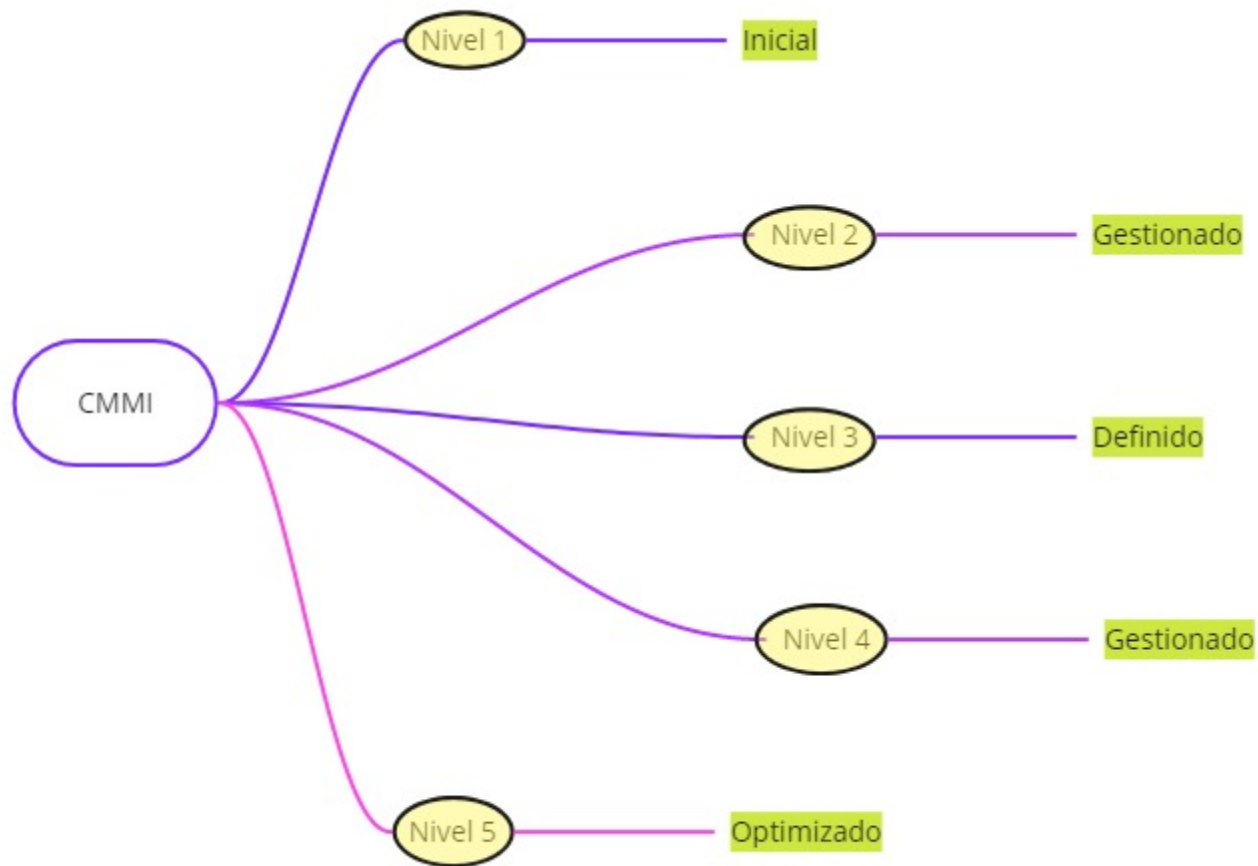 Nivel 1
Inicial
Nivel 2
Gestionado
CMMI
Nivel 3
Definido
Nivel 4
Gestionado
Nivel 5
Optimizado